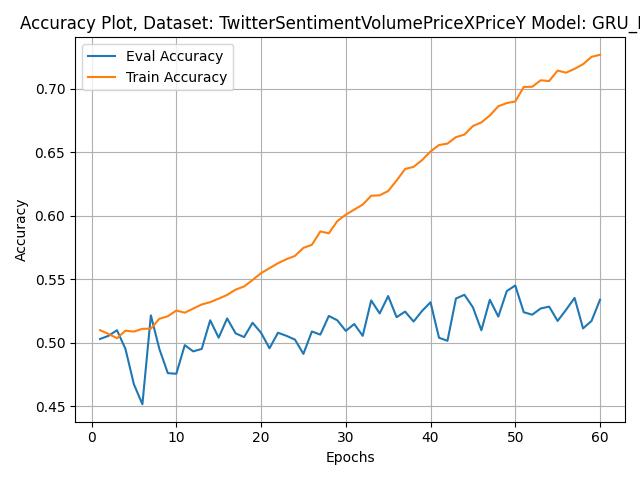 Accuracy Plot, Dataset: TwitterSentimentVolumePriceXPriceY Model: GRU_
Eval Accuracy
Train Accuracy
0.70
0.65
0.60
0.55
0.50
0.45
Accuracy
0 10 20 30 40 50 60
Epochs